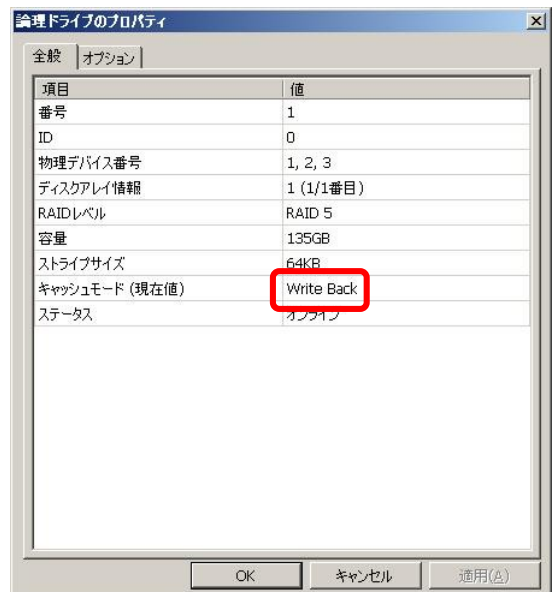 論理ドライブのプロパティ
全般 オプション
項目 値
番号 1
ID 0
物理デバイス番号 1, 2, 3
ディスクアレイ情報 1 (1/1番目)
RAIDレベル RAID 5
容量 135GB
ストライプサイズ 64KB
キャッシュモード (現在値) Write Back
ステータス オンライン
OK キャンセル 適用(A)